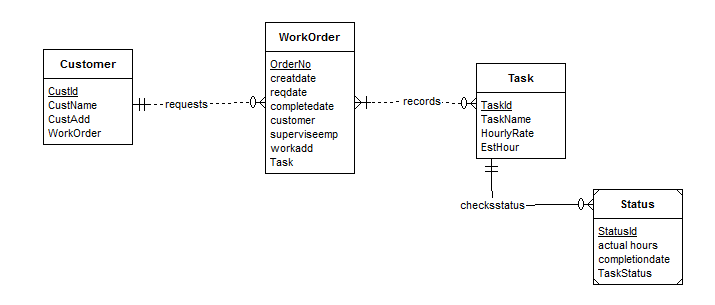 Customer
CustId
CustName
CustAdd
WorkOrder
requests
WorkOrder
OrderNo
creatdate
reqdate
completedate
customer
superviseemp
workadd
Task
records
Task
TaskId
TaskName
HourlyRate
EstHour
checksstatus
Status
StatusId
actual hours
completiondate
TaskStatus